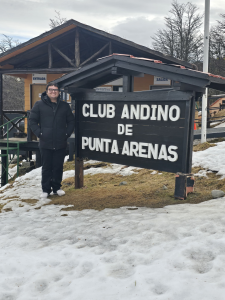 CLUB ANDINO
DE
PUNTA ARENAS